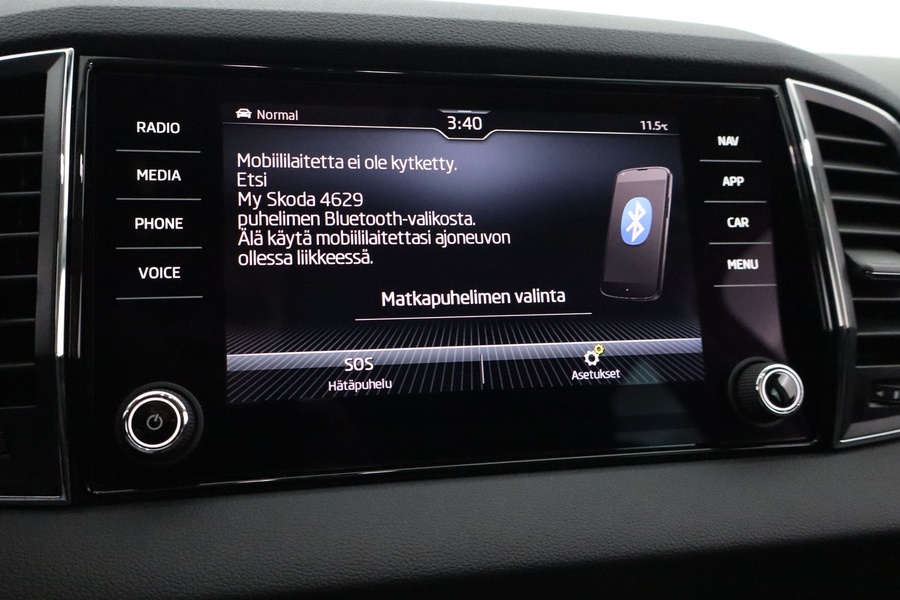 RADIO
MEDIA
PHONE
VOICE
Normal
3:40
11.5°C
Mobiililaitetta ei ole kytketty.
Etsi
My Skoda 4629
puhelimen Bluetooth-valikosta.
Älä käytä mobiililaitettasi ajoneuvon
ollessa liikkeessä.
Matkapuhelimen valinta
SOS
Hätäpuhelu
Asetukset
NAV
APP
CAR
MENU